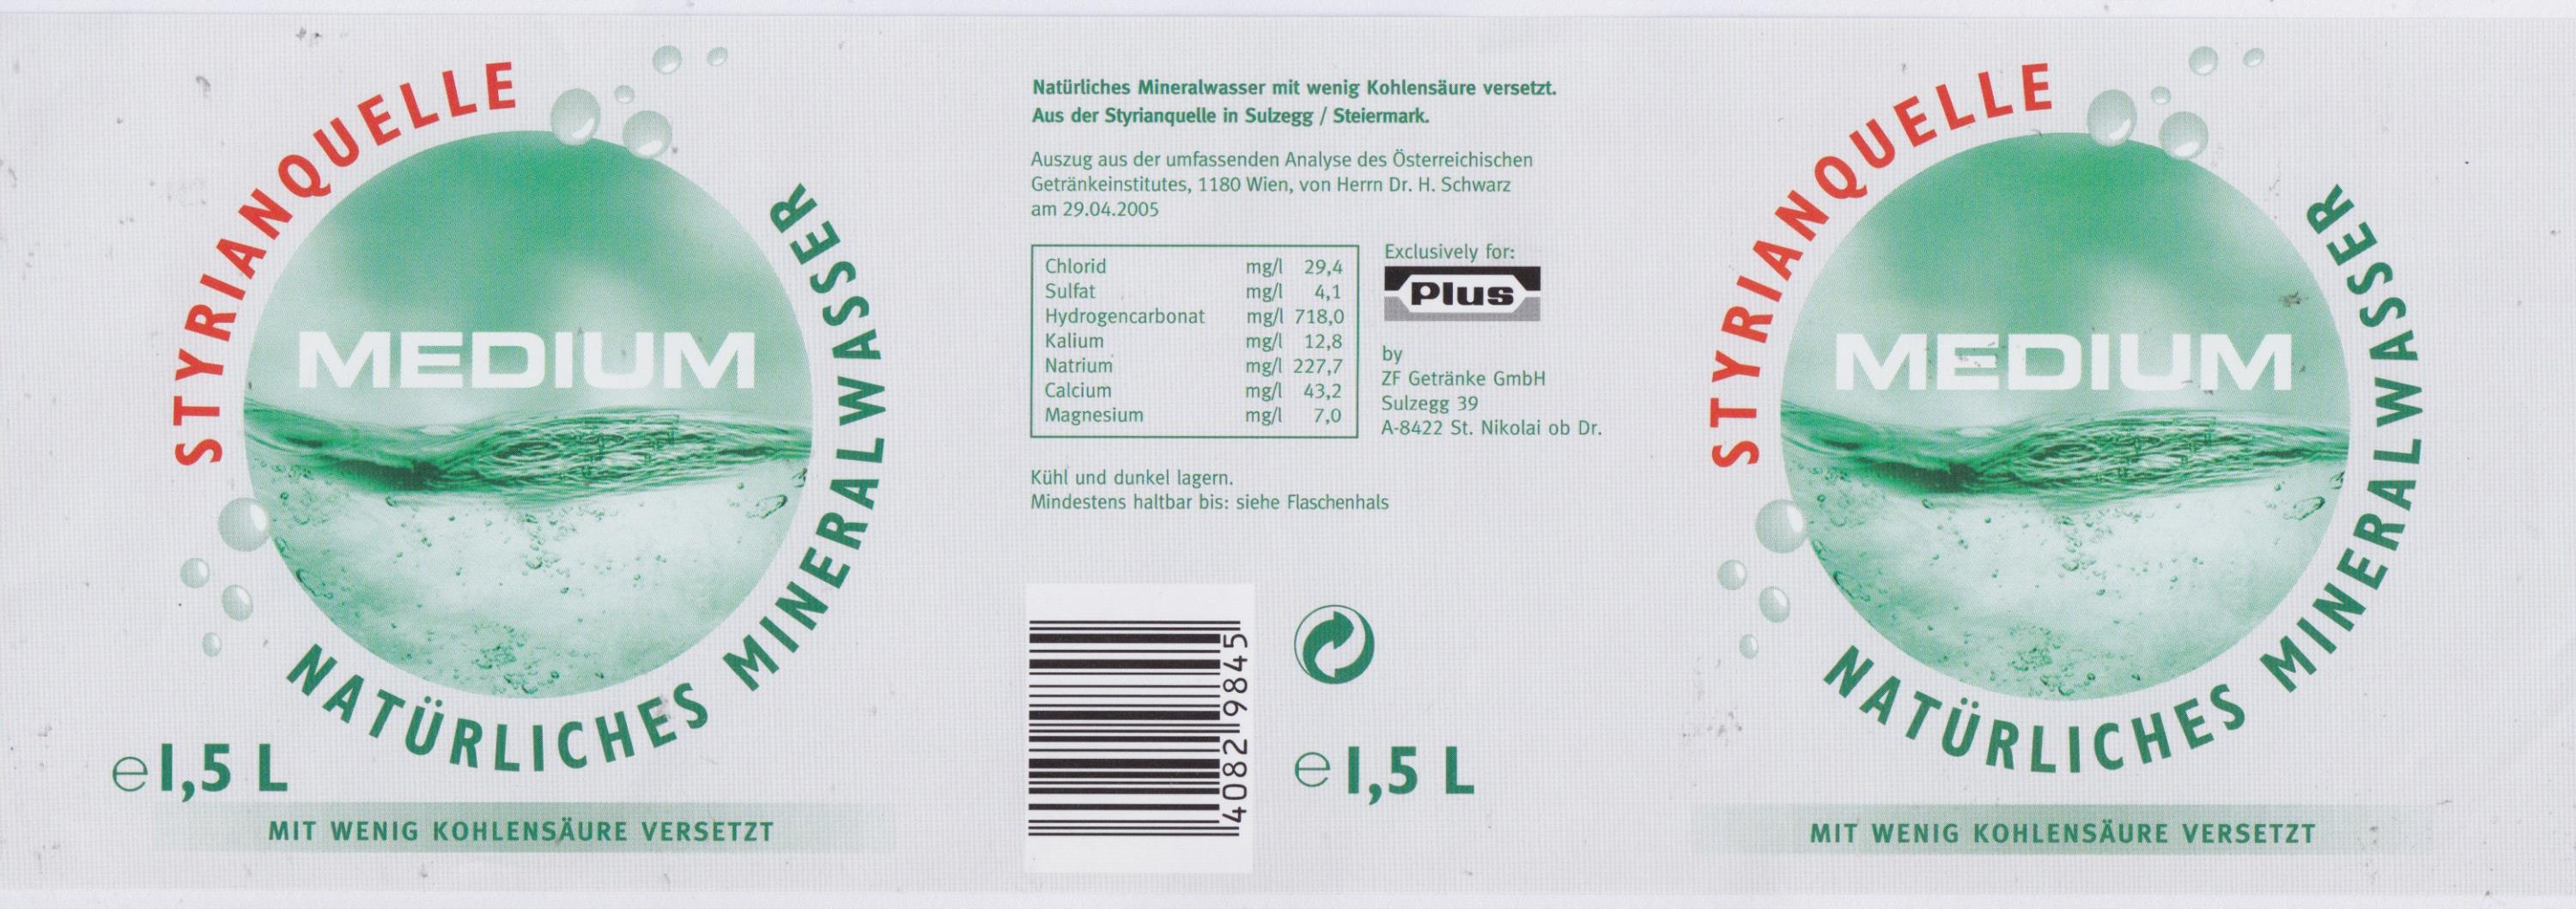 STYRIANQUELLE
MEDIUM
NATÜRLICHES MINERALWASSER
e 1,5 L
MIT WENIG KOHLENSÄURE VERSETZT
Natürliches Mineralwasser mit wenig Kohlensäure versetzt.
Aus der Styrianquelle in Sulzegg / Steiermark.
Auszug aus der umfassenden Analyse des Österreichischen
Getränkeinstitutes, 1180 Wien, von Herrn Dr. H. Schwarz
am 29.04.2005
Chlorid mg/l 29,4
Sulfat mg/l 4,1
Hydrogencarbonat mg/l 718,0
Kalium mg/l 12,8
Natrium mg/l 227,7
Calcium mg/l 43,2
Magnesium mg/l 7,0
Exclusively for:
Plus
by
ZF Getränke GmbH
Sulzegg 39
A-8422 St. Nikolai ob Dr.
Kühl und dunkel lagern.
Mindestens haltbar bis: siehe Flaschenhals
40829845
e 1,5 L
STYRIANQUELLE
MEDIUM
NATÜRLICHES MINERALWASSER
MIT WENIG KOHLENSÄURE VERSETZT